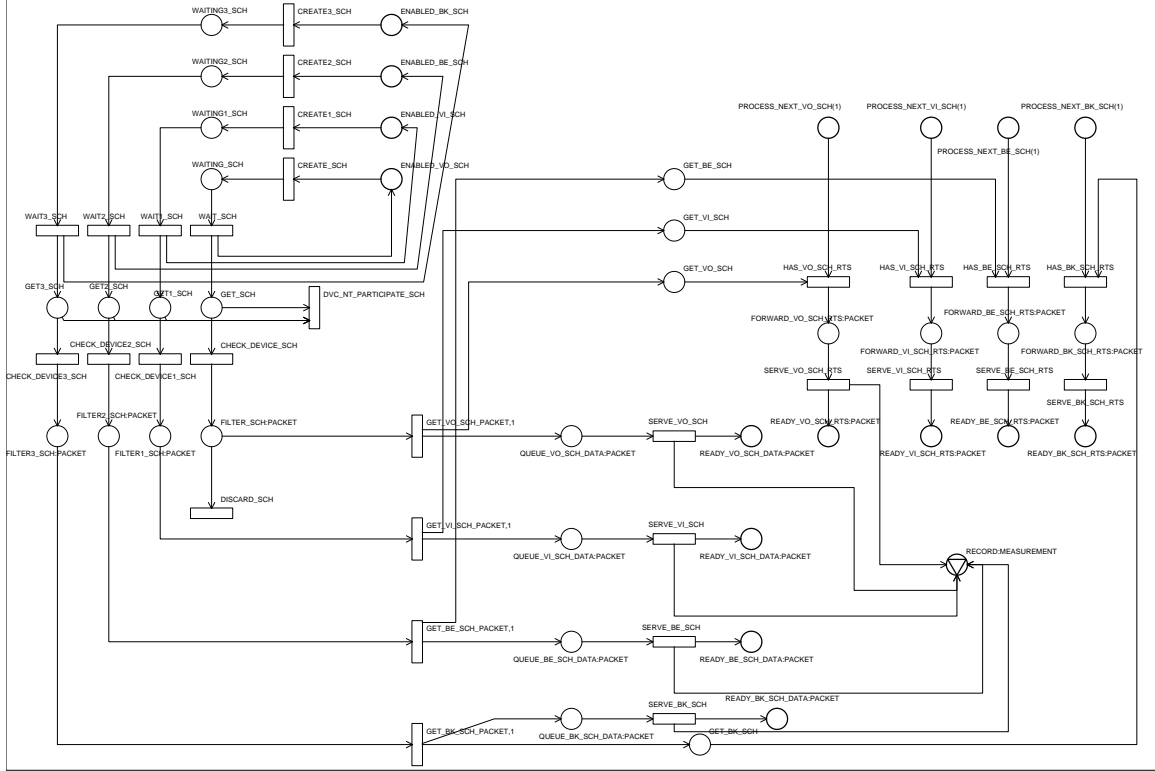 WAITING3_SCH
CREATE3_SCH
ENABLED_BK_SCH
WAITING2_SCH
CREATE2_SCH
ENABLED_BE_SCH
WAITING1_SCH
CREATE1_SCH
ENABLED_VI_SCH
PROCESS_NEXT_VO_SCH(1)
PROCESS_NEXT_VI_SCH(1)
PROCESS_NEXT_BK_SCH(1)
PROCESS_NEXT_BE_SCH(1)
WAITING_SCH
CREATE_SCH
ENABLED_VO_SCH
GET_BE_SCH
WAIT3_SCH
WAIT2_SCH
WAIT1_SCH
WAIT_SCH
GET_VI_SCH
GET_VO_SCH
HAS_VO_SCH_RTS
HAS_VI_SCH_RTS
HAS_BE_SCH_RTS
HAS_BK_SCH_RTS
GET3_SCH
GET2_SCH
GET1_SCH
GET_SCH
DVC_NT_PARTICIPATE_SCH
FORWARD_VO_SCH_RTS:PACKET
FORWARD_BE_SCH_RTS:PACKET
FORWARD_VI_SCH_RTS:PACKET
FORWARD_BK_SCH_RTS:PACKET
CHECK_DEVICE2_SCH
CHECK_DEVICE_SCH
CHECK_DEVICE3_SCH
CHECK_DEVICE1_SCH
SERVE_VO_SCH_RTS
SERVE_VI_SCH_RTS
SERVE_BE_SCH_RTS
SERVE_BK_SCH_RTS
FILTER2_SCH:PACKET
FILTER_SCH:PACKET
GET_VO_SCH_PACKET,1
SERVE_VO_SCH
READY_VO_SCH_RTS:PACKET
READY_BE_SCH_RTS:PACKET
FILTER3_SCH:PACKET
FILTER1_SCH:PACKET
QUEUE_VO_SCH_DATA:PACKET
READY_VO_SCH_DATA:PACKET
READY_VI_SCH_RTS:PACKET
READY_BK_SCH_RTS:PACKET
DISCARD_SCH
GET_VI_SCH_PACKET,1
SERVE_VI_SCH
QUEUE_VI_SCH_DATA:PACKET
READY_VI_SCH_DATA:PACKET
RECORD:MEASUREMENT
GET_BE_SCH_PACKET,1
SERVE_BE_SCH
QUEUE_BE_SCH_DATA:PACKET
READY_BE_SCH_DATA:PACKET
READY_BK_SCH_DATA:PACKET
SERVE_BK_SCH
GET_BK_SCH_PACKET,1
QUEUE_BK_SCH_DATA:PACKET
GET_BK_SCH